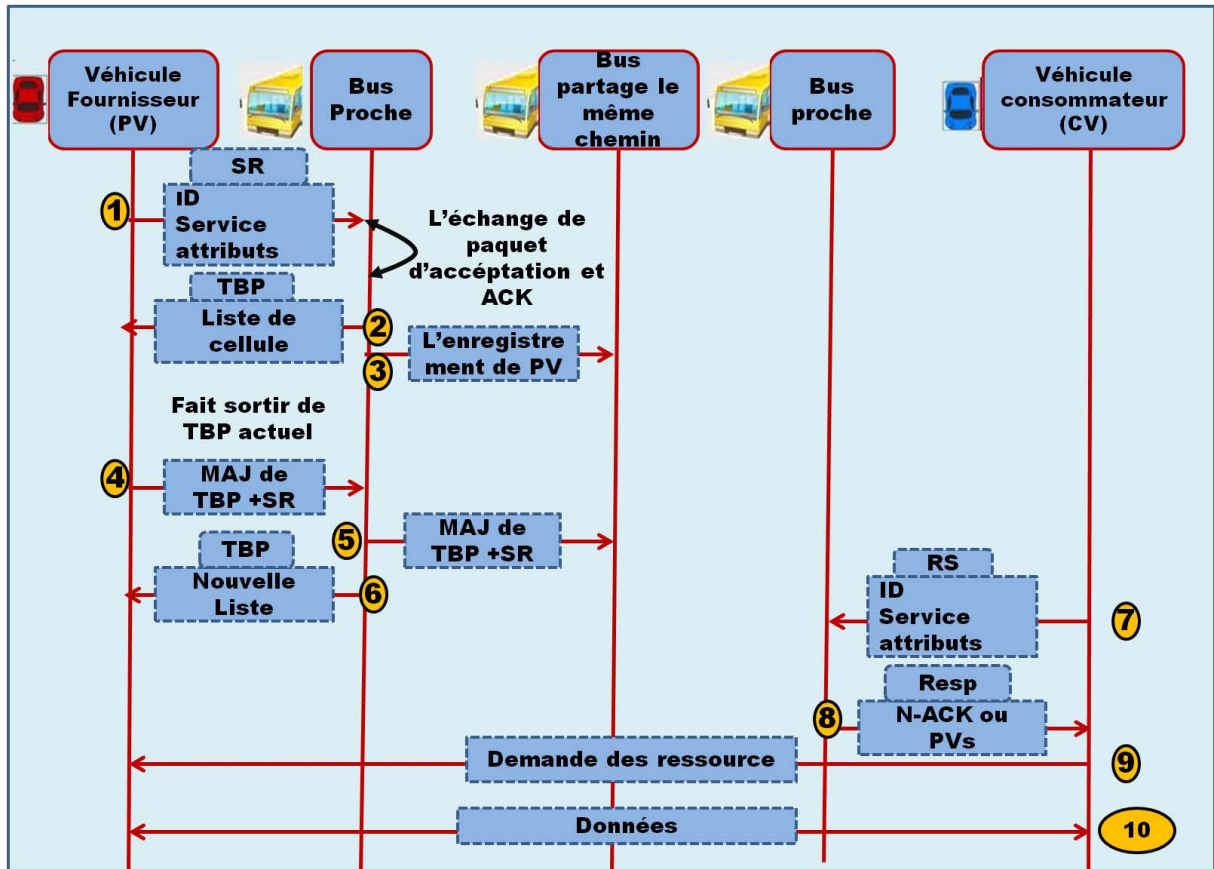 Véhicule
Fournisseur
(PV)
Bus
Proche
Bus
partage le
même
chemin
Bus
proche
Véhicule
consommateur
(CV)
SR
1
ID
Service
attributs
L'échange de
paquet
d'accéptation et
ACK
TBP
Liste de
cellule
2
3
L'enregistre
ment de PV
Fait sortir de
TBP actuel
4
MAJ de
TBP +SR
5
MAJ de
TBP +SR
TBP
Nouvelle
Liste
6
RS
ID
Service
attributs
7
Resp
8
N-ACK ou
PVs
Demande des ressource
9
Données
10